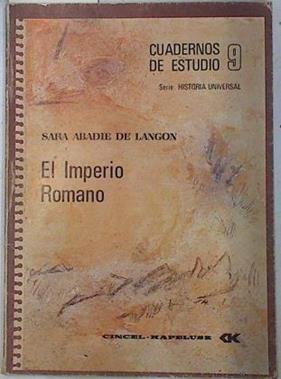 CUADERNOS 9
DE ESTUDIO
Serie HISTORIA UNIVERSAL
SARA ABADIE DE LANGON
El Imperio
Romano
CINCEL-KAPELUSZ CK